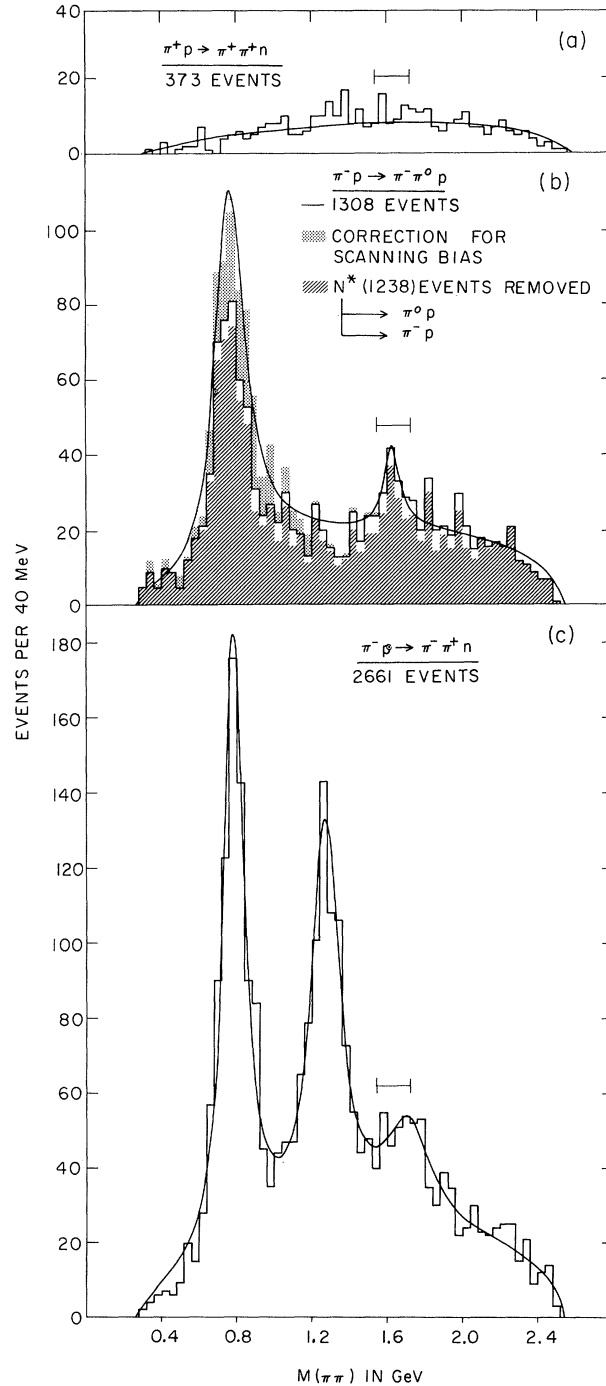 40
20
0
π⁺p → π⁺π⁺n
373 EVENTS
(a)
100
80
60
40
20
0
π⁻p → π⁻π⁰p
1308 EVENTS
CORRECTION FOR
SCANNING BIAS
N*(1238) EVENTS REMOVED
π⁰p
π⁻p
(b)
EVENTS PER 40 MeV
180
160
140
120
100
80
60
40
20
0
π⁻p → π⁻π⁺n
2661 EVENTS
(c)
0.4 0.8 1.2 1.6 2.0 2.4
M(ππ) IN GeV